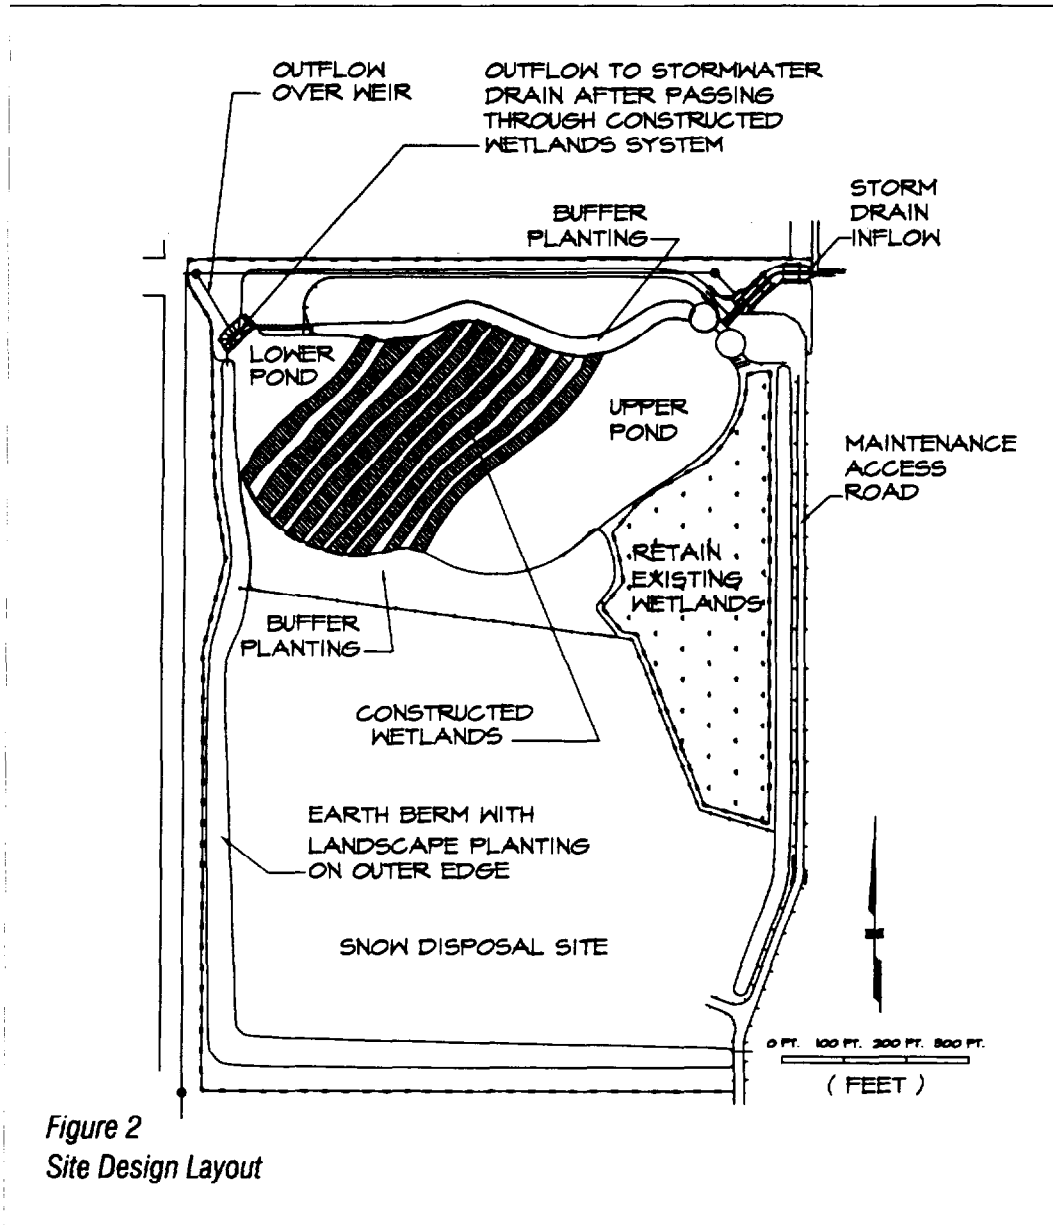 OUTFLOW
OVER WEIR
OUTFLOW TO STORMWATER
DRAIN AFTER PASSING
THROUGH CONSTRUCTED
WETLANDS SYSTEM
STORM
DRAIN
INFLOW
BUFFER
PLANTING
LOWER
POND
UPPER
POND
MAINTENANCE
ACCESS
ROAD
RETAIN
EXISTING
WETLANDS
BUFFER
PLANTING
CONSTRUCTED
WETLANDS
EARTH BERM WITH
LANDSCAPE PLANTING
ON OUTER EDGE
SNOW DISPOSAL SITE
0 FT. 100 FT. 200 FT. 300 FT.
( FEET )
Figure 2
Site Design Layout